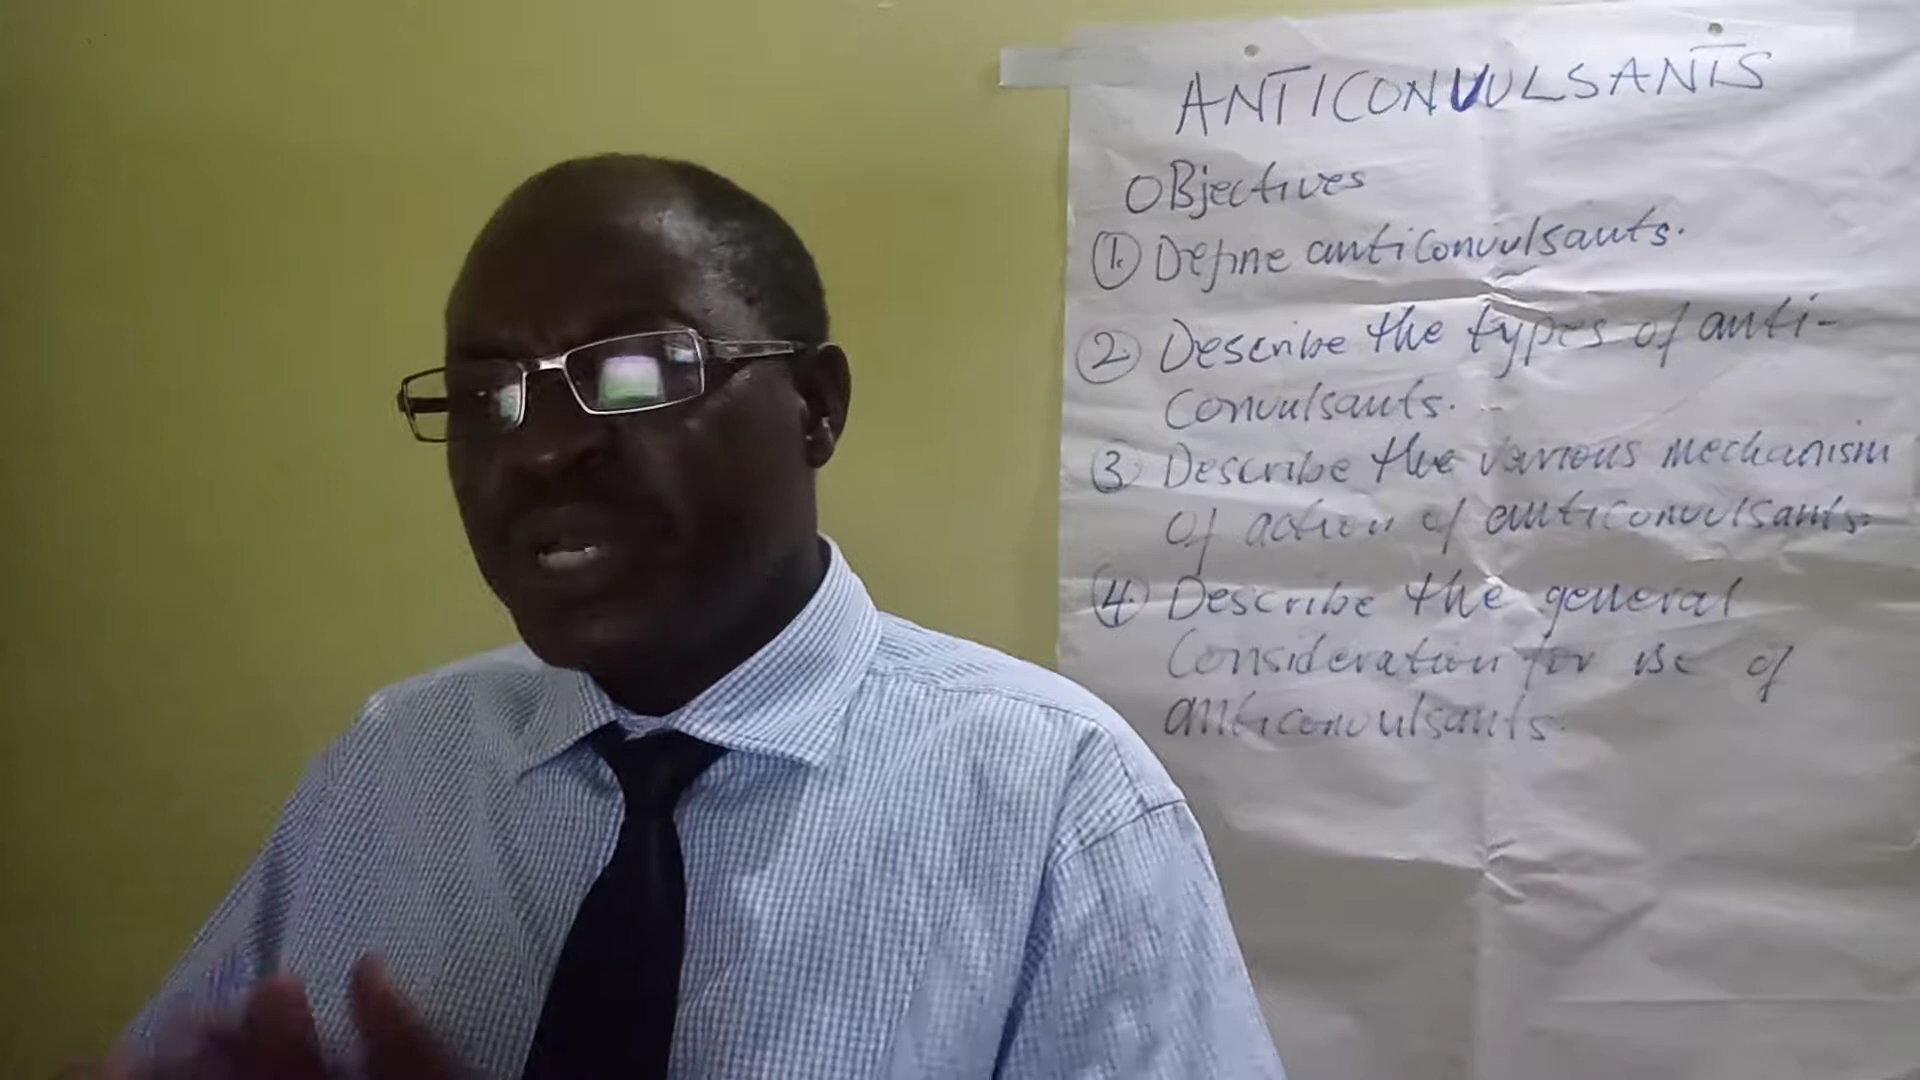 ANTICONVULSANTS
OBjectives
1. Define anticonvulsants.
2. Describe the types of anti-
convulsants.
3 Describe the various mechanism
of action of anticonvulsants.
4. Describe the general
Consideration for use of
anticonvulsants.